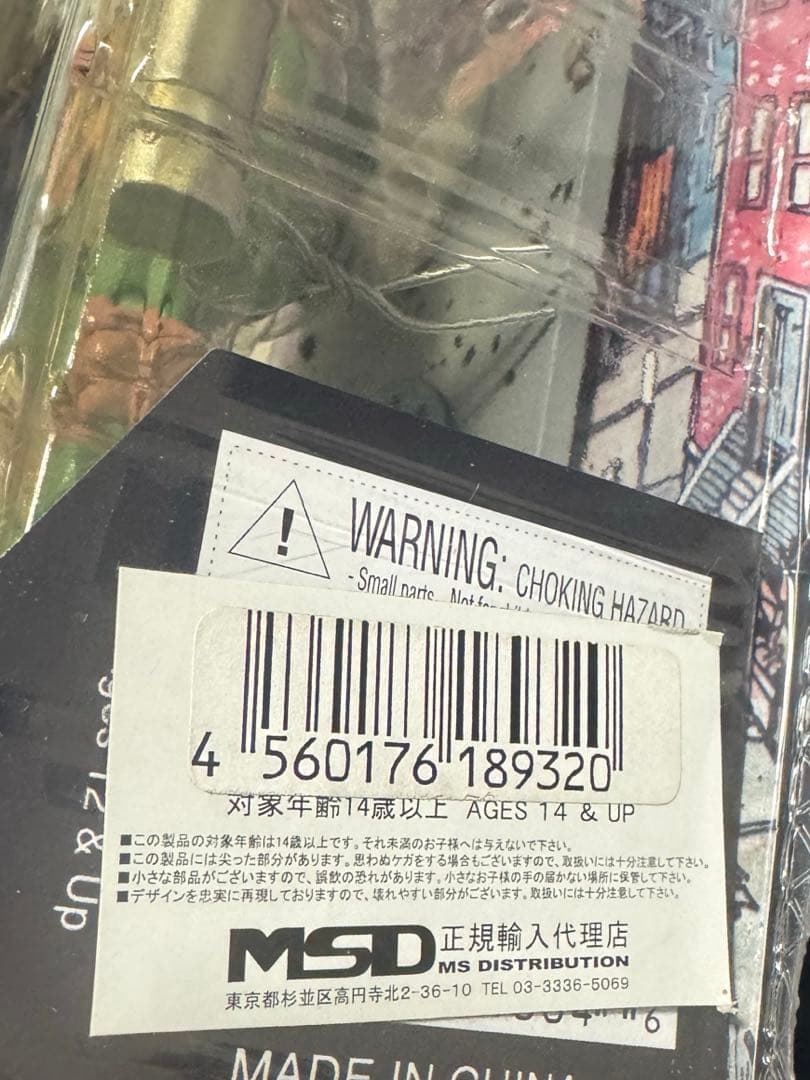 WARNING: CHOKING HAZARD
- Small parts
4 560176 189320
対象年齢14歳以上 AGES 14 & UP
■この製品の対象年齢は14歳以上です。それ未満のお子様へは与えないで下さい。
■この製品には尖った部分があります。思わぬケガをする場合もございますので、取扱いには十分注意して下さい。
■小さな部品がございますので、誤飲の恐れがあります。小さなお子様の手の届かない場所に保管して下さい。
■デザインを忠実に再現しておりますので、壊れやすい部分がございます。取扱いには十分注意して下さい。
MSD 正規輸入代理店
MS DISTRIBUTION
東京都杉並区高円寺北2-36-10 TEL 03-3336-5069
6
MADE IN CHINA
12 & Up